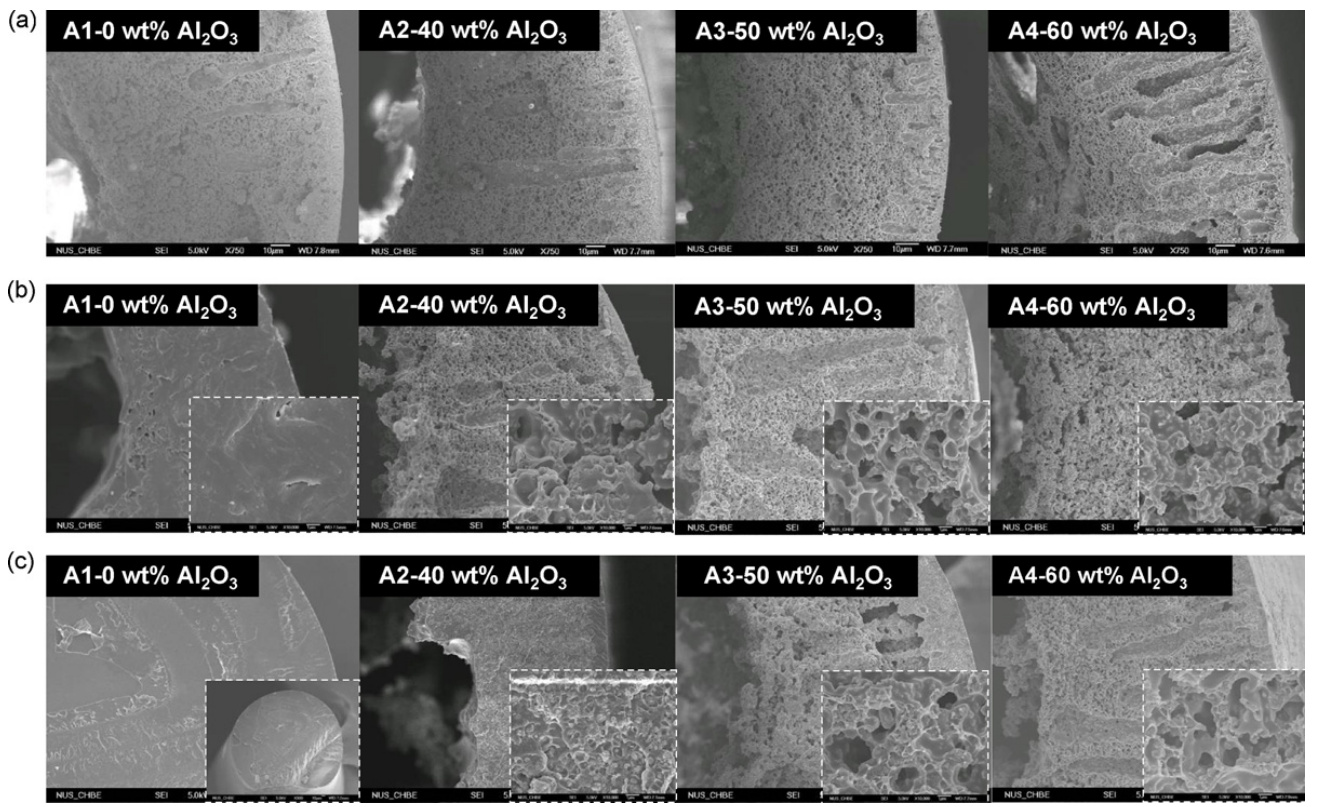 (a)
A1-0 wt% Al₂O₃
A2-40 wt% Al₂O₃
A3-50 wt% Al₂O₃
A4-60 wt% Al₂O₃
NUS_CHBE SEI 5.0kV X750 10μm WD 7.8mm
NUS_CHBE SEI 5.0kV X750 10μm WD 7.7mm
NUS_CHBE SEI 5.0kV X750 10μm WD 7.7mm
NUS_CHBE SEI 5.0kV X750 10μm WD 7.6mm
(b)
A1-0 wt% Al₂O₃
A2-40 wt% Al₂O₃
A3-50 wt% Al₂O₃
A4-60 wt% Al₂O₃
NUS_CHBE SEI
NUS_CHBE SEI
NUS_CHBE SEI
NUS_CHBE SEI
(c)
A1-0 wt% Al₂O₃
A2-40 wt% Al₂O₃
A3-50 wt% Al₂O₃
A4-60 wt% Al₂O₃
NUS_CHBE SEI 5.0k
NUS_CHBE SEI
NUS_CHBE SEI
NUS_CHBE SEI